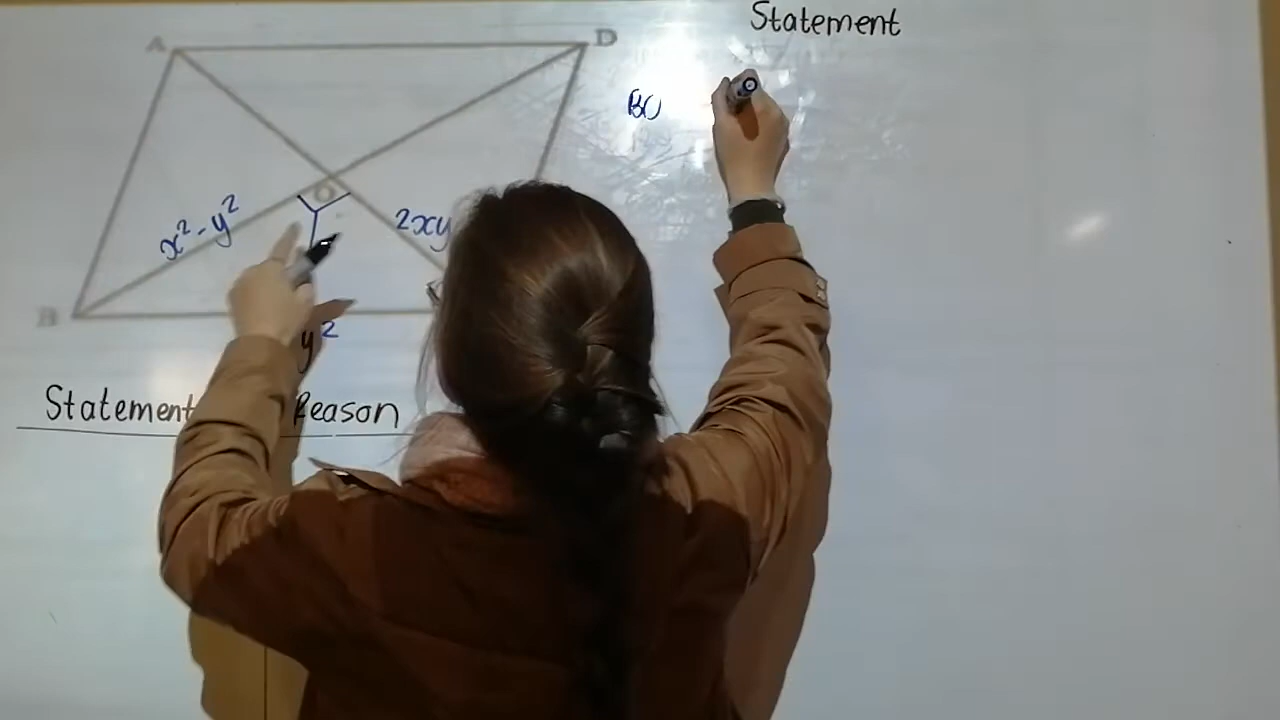 Statement
A
D
BO
O
x² - y²
2xy
B
y²
Statement
Reason